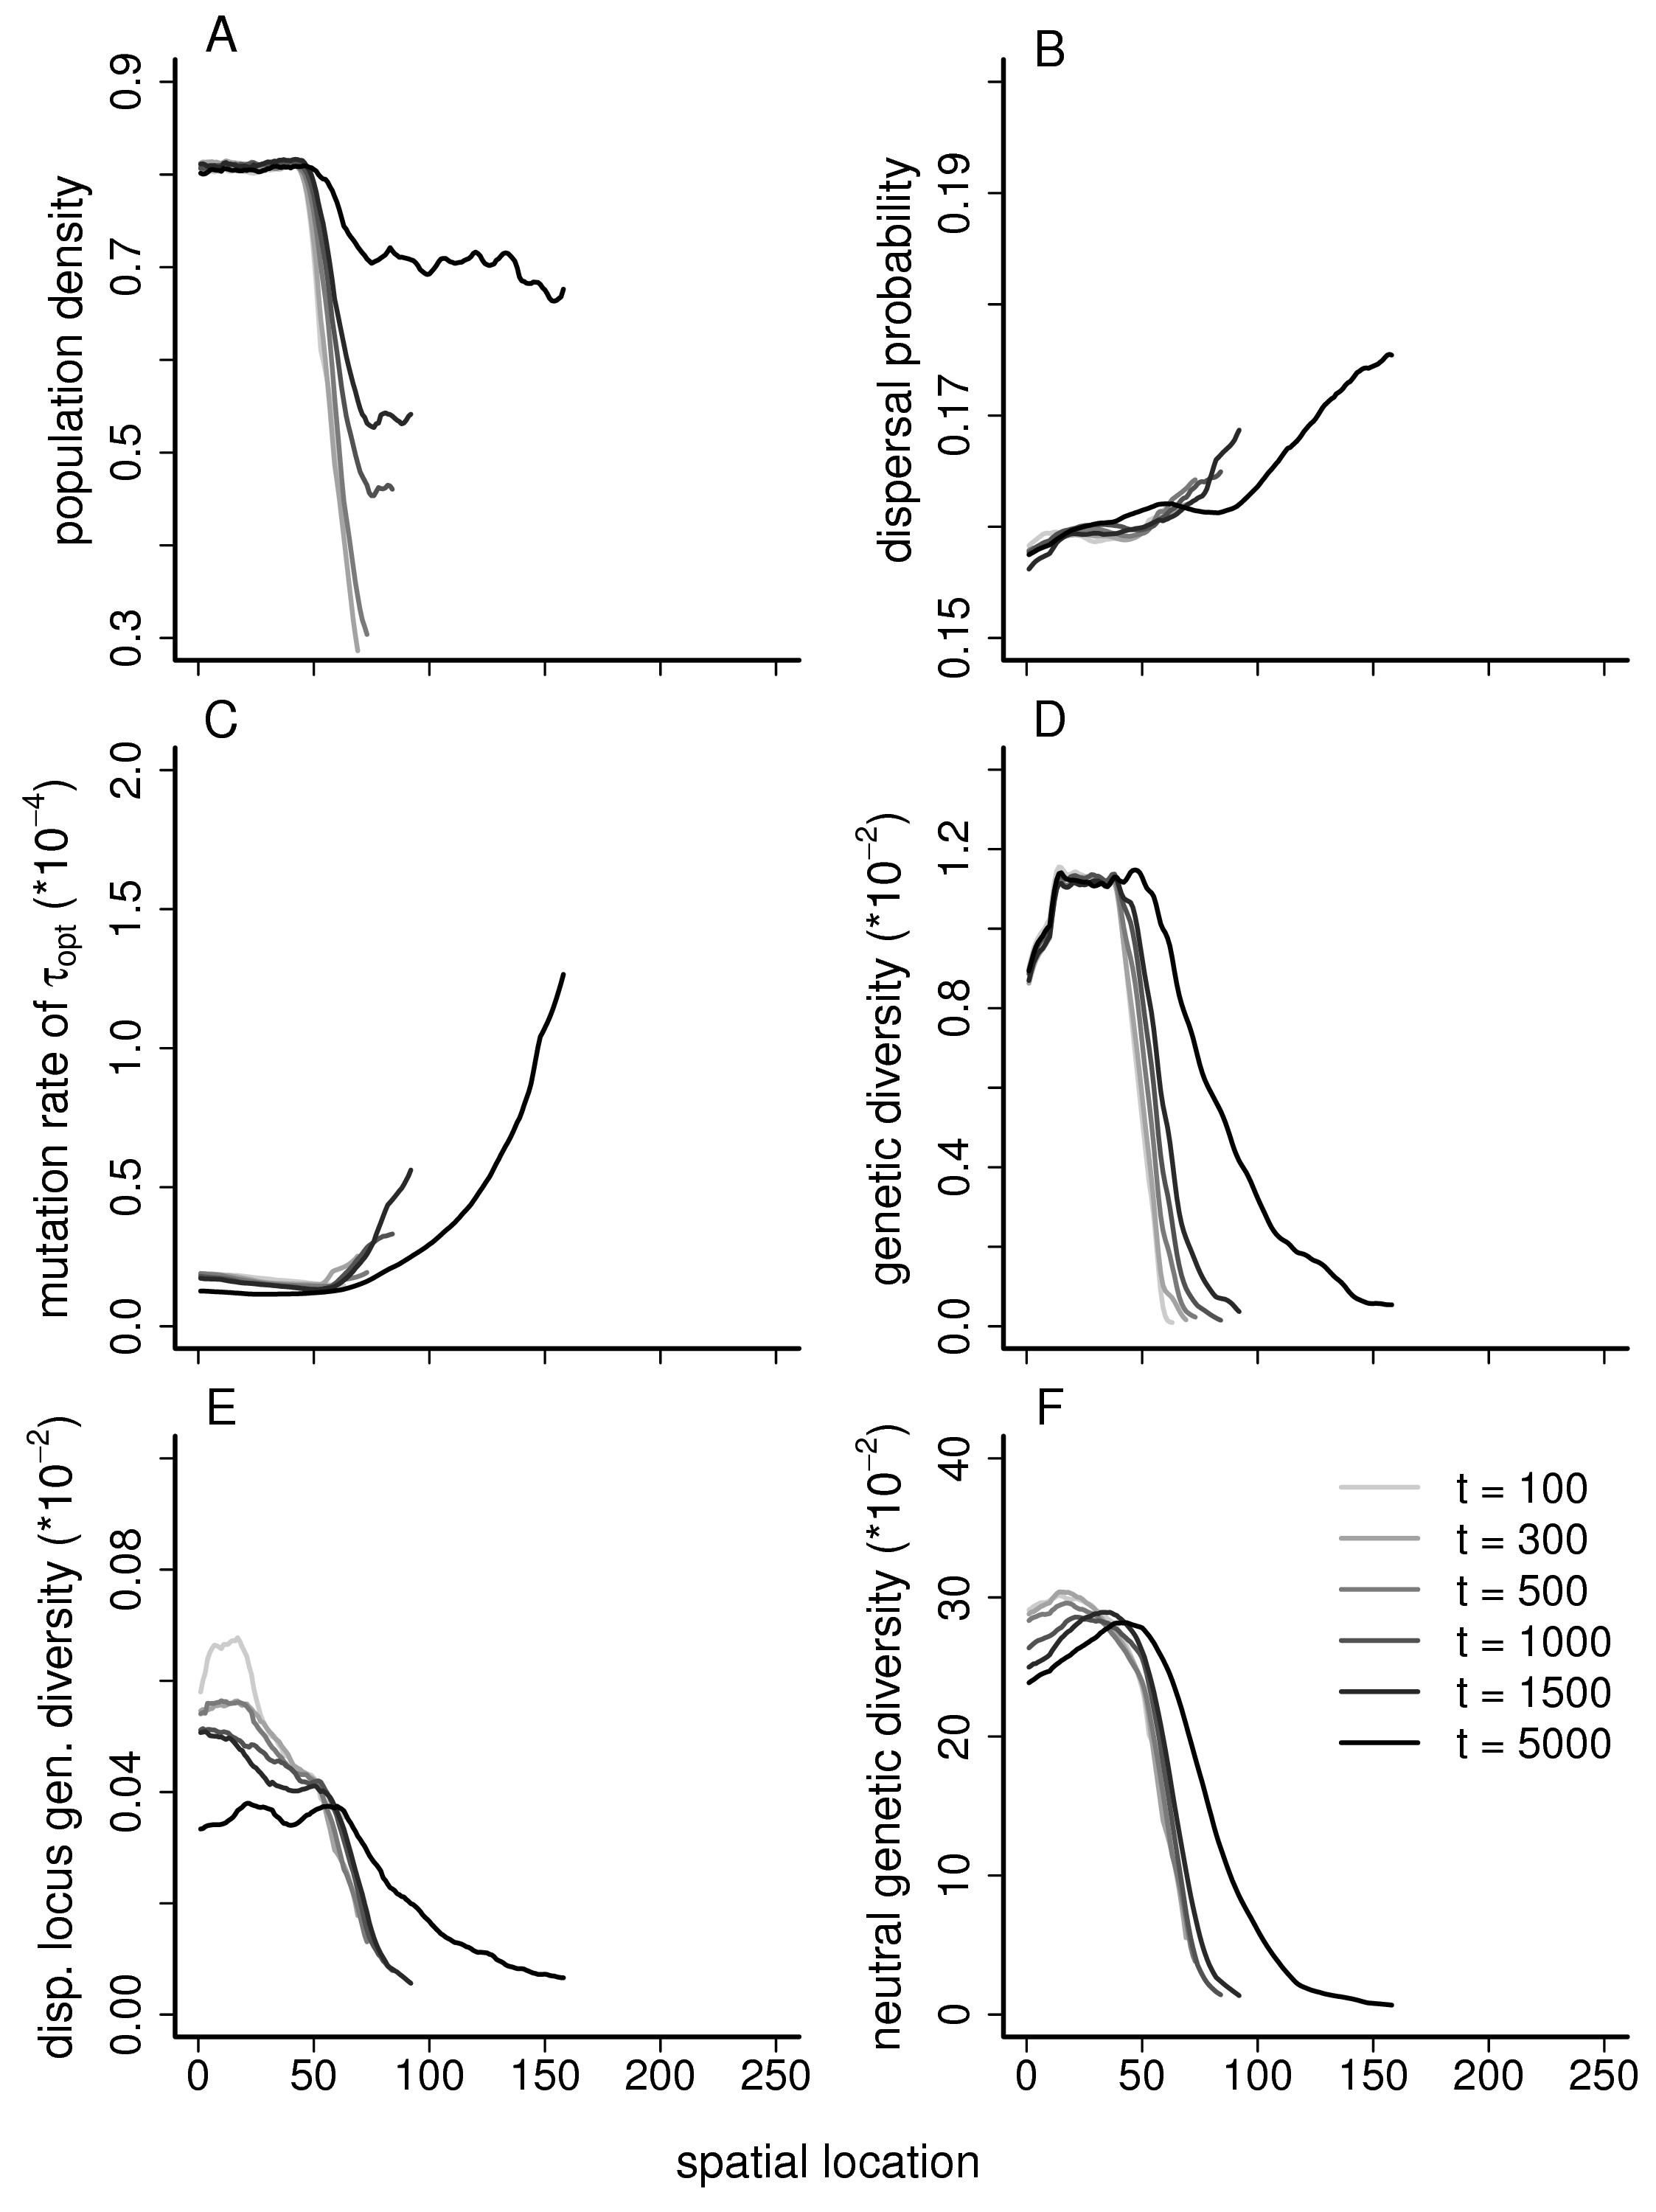 A
population density
0.3 0.5 0.7 0.9
B
dispersal probability
0.15 0.17 0.19
C
mutation rate of τopt (*10−4)
0.0 0.5 1.0 1.5 2.0
D
genetic diversity (*10−2)
0.0 0.4 0.8 1.2
E
disp. locus gen. diversity (*10−2)
0.00 0.04 0.08
0 50 100 150 200 250
F
neutral genetic diversity (*10−2)
0 10 20 30 40
t = 100
t = 300
t = 500
t = 1000
t = 1500
t = 5000
0 50 100 150 200 250
spatial location